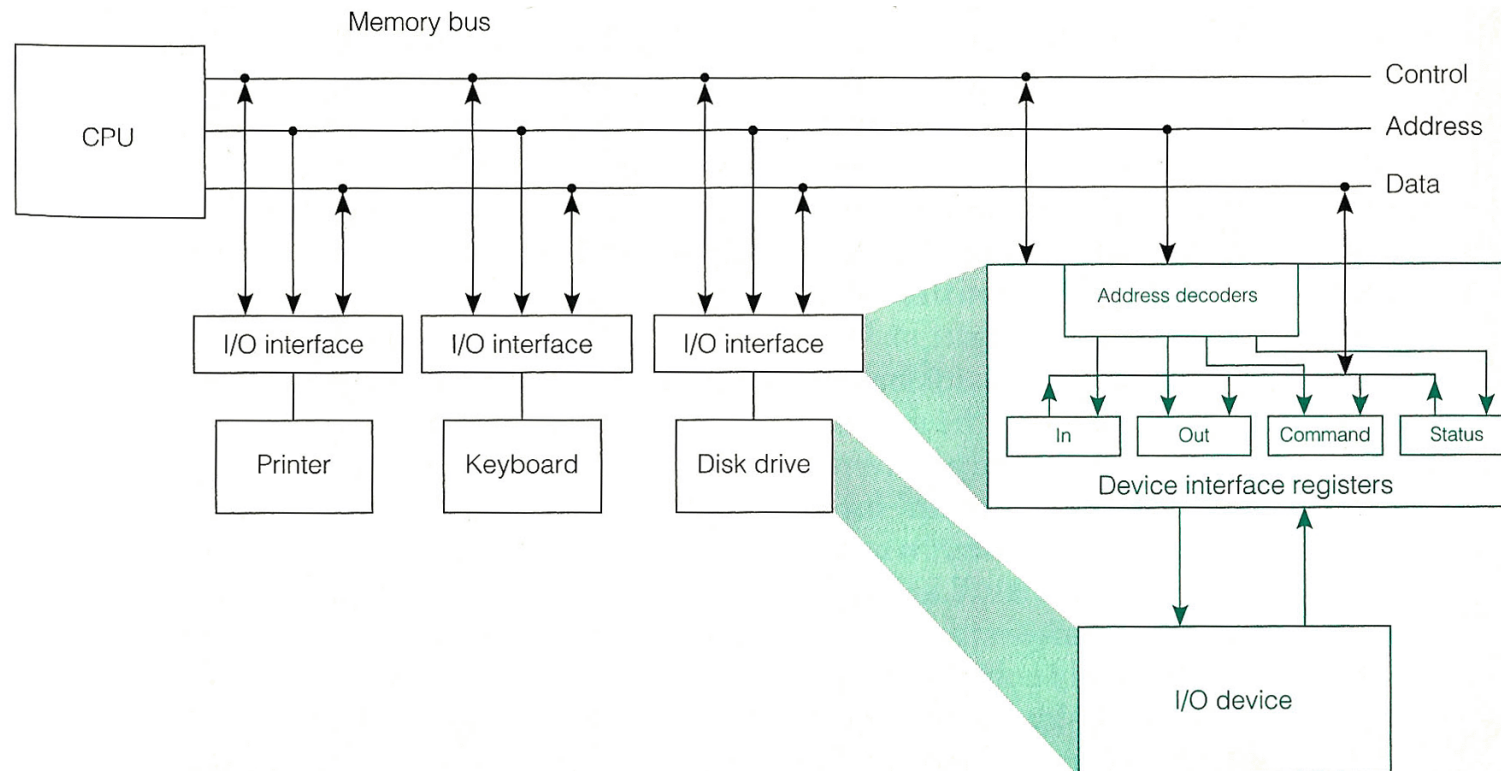 Memory bus
Control
CPU
Address
Data
Address decoders
I/O interface
I/O interface
I/O interface
In
Out
Command
Status
Printer
Keyboard
Disk drive
Device interface registers
I/O device